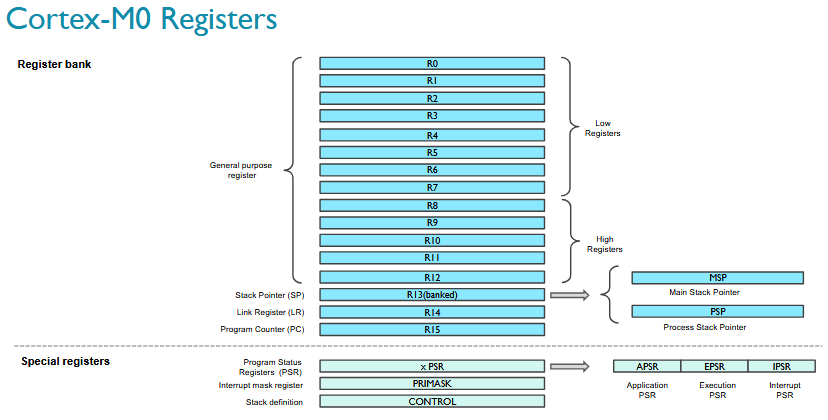 Cortex-M0 Registers
Register bank
R0
R1
R2
R3
R4
R5
R6
R7
R8
R9
R10
R11
R12
General purpose
register
Low
Registers
High
Registers
Stack Pointer (SP)
R13(banked)
MSP
Main Stack Pointer
PSP
Process Stack Pointer
Link Register (LR)
R14
Program Counter (PC)
R15
Special registers
Program Status
Registers (PSR)
x PSR
APSR
EPSR
IPSR
Application
PSR
Execution
PSR
Interrupt
PSR
Interrupt mask register
PRIMASK
Stack definition
CONTROL